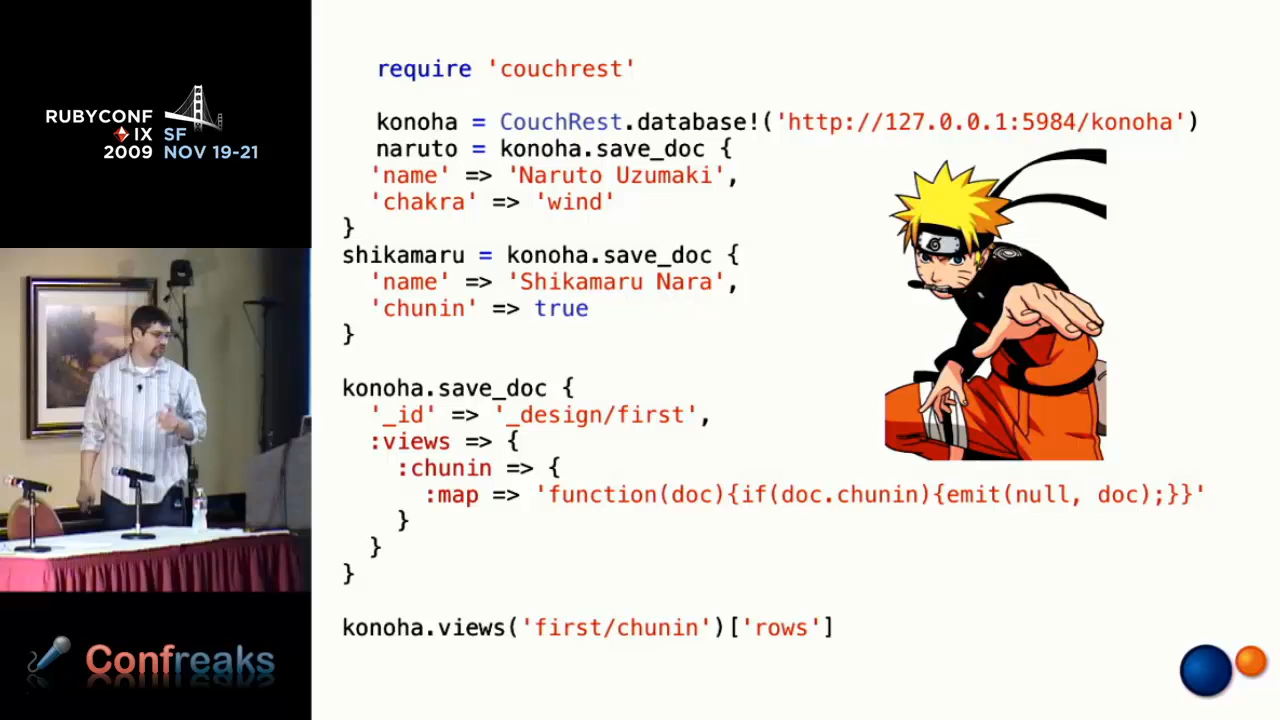 RUBYCONF
IX SF
2009 NOV 19-21
require 'couchrest'
konoha = CouchRest.database!('http://127.0.0.1:5984/konoha')
naruto = konoha.save_doc {
'name' => 'Naruto Uzumaki',
'chakra' => 'wind'
}
shikamaru = konoha.save_doc {
'name' => 'Shikamaru Nara',
'chunin' => true
}
konoha.save_doc {
'_id' => '_design/first',
:views => {
:chunin => {
:map => 'function(doc){if(doc.chunin){emit(null, doc);}}'
}
}
}
konoha.views('first/chunin')['rows']
Confreaks